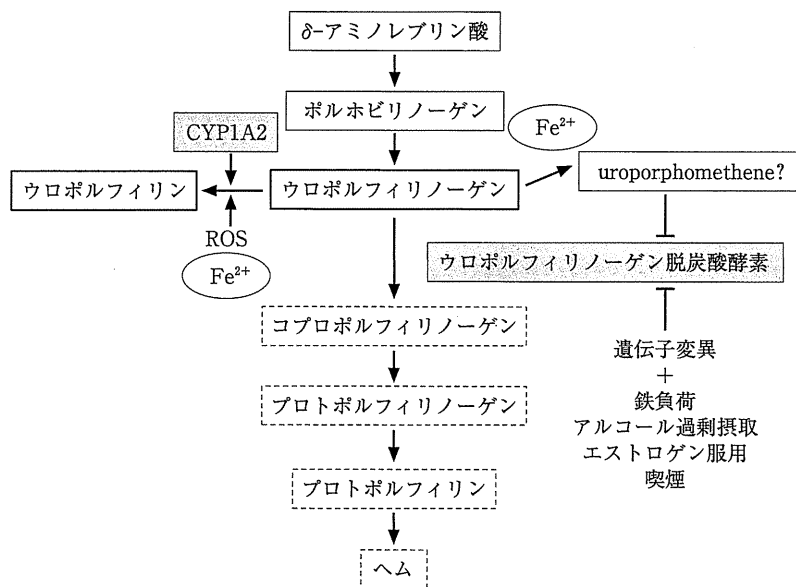 δ-アミノレブリン酸
ポルホビリノーゲン
Fe²⁺
CYP1A2
uroporphomethene?
ウロポルフィリン
ウロポルフィリノーゲン
ROS
Fe²⁺
ウロポルフィリノーゲン脱炭酸酵素
コプロポルフィリノーゲン
遺伝子変異
+
鉄負荷
アルコール過剰摂取
エストロゲン服用
喫煙
プロトポルフィリノーゲン
プロトポルフィリン
ヘム